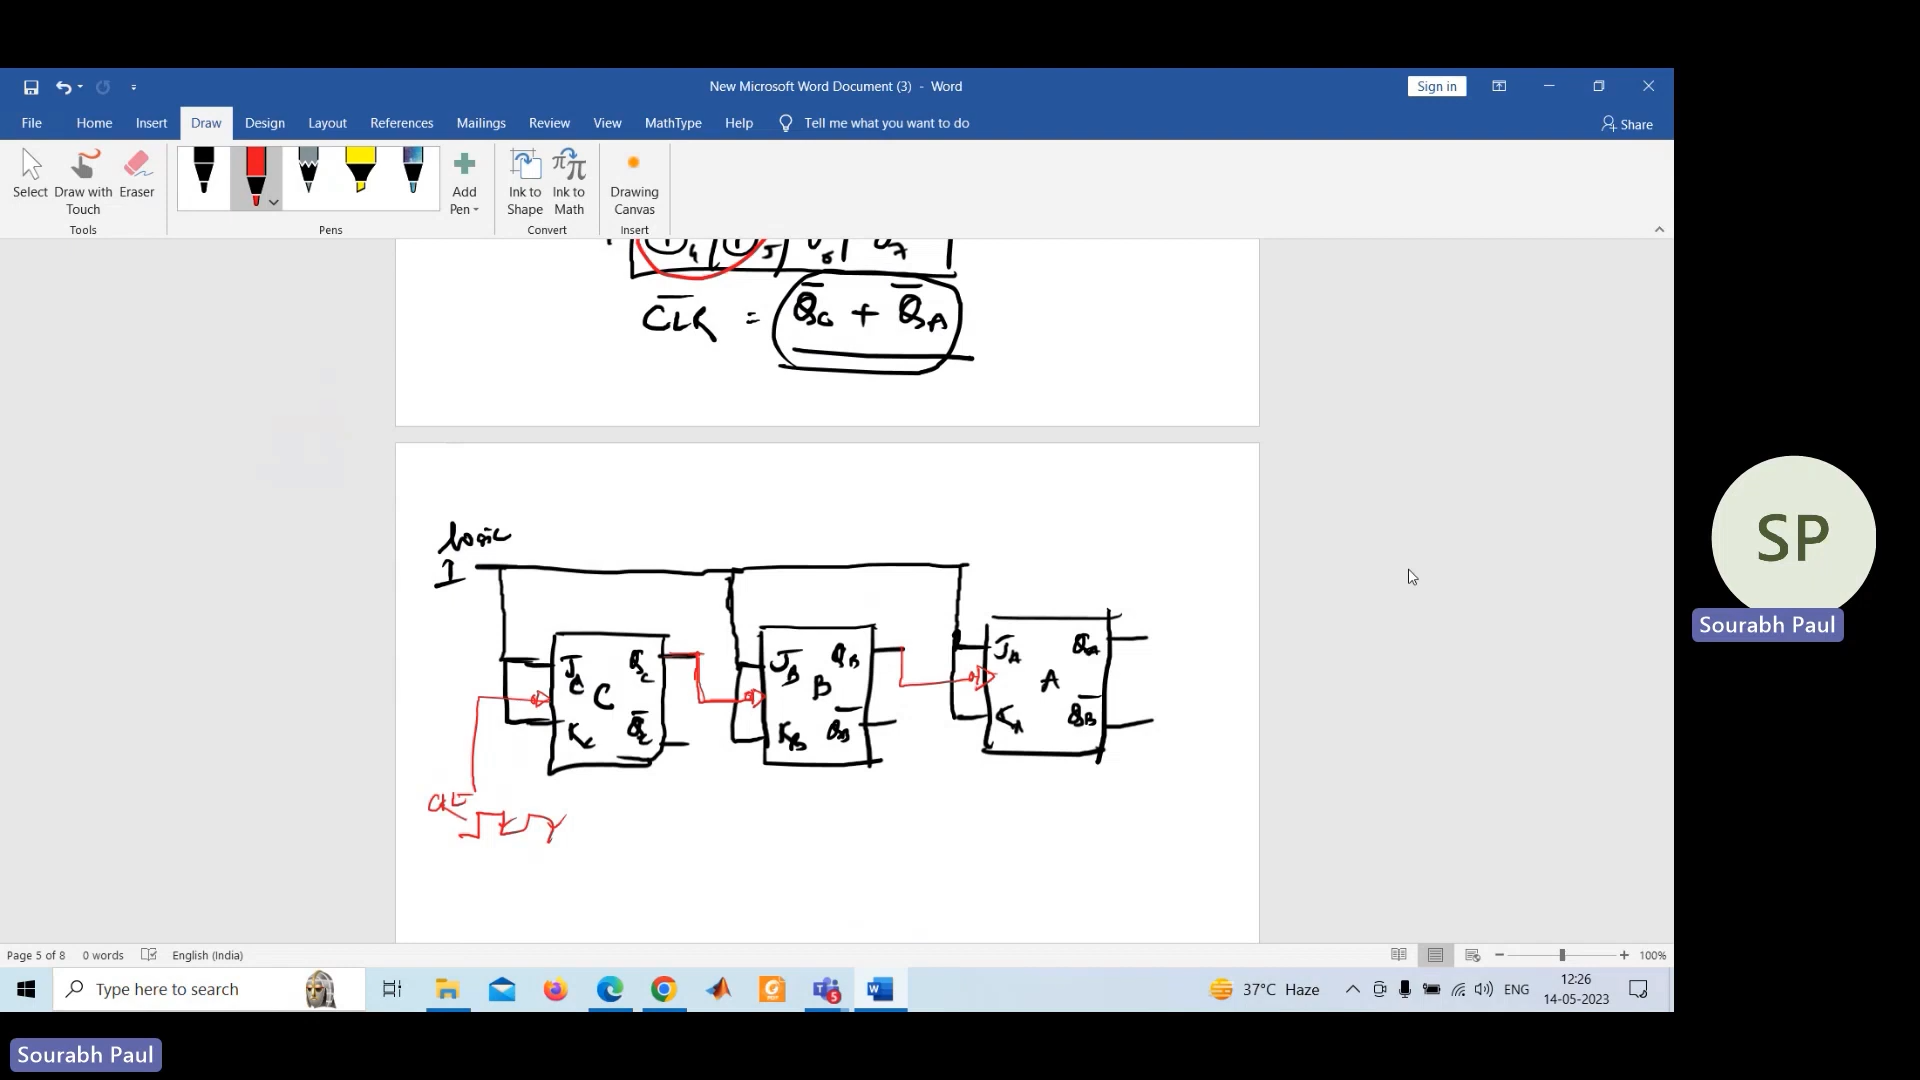 New Microsoft Word Document (3) - Word
Sign in
File Home Insert Draw Design Layout References Mailings Review View MathType Help Tell me what you want to do
Share
Select Draw with Touch Eraser
Add Pen
Ink to Shape Ink to Math
Drawing Canvas
Tools Pens Convert Insert
CLR = Q̅C + Q̅A
Logic
1
JC QC
C
KC Q̅C
JB QB
B
KB Q̅B
JA QA
A
KA Q̅B
CLK
SP
Sourabh Paul
Page 5 of 8 0 words English (India)
100%
Type here to search
37°C Haze
ENG
12:26
14-05-2023
Sourabh Paul